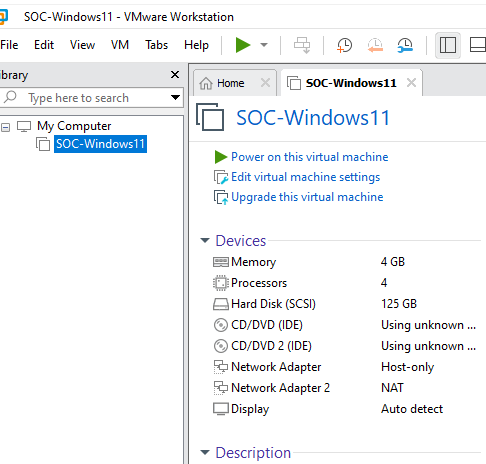 SOC-Windows11 - VMware Workstation
File Edit View VM Tabs Help
Library
Type here to search
My Computer
SOC-Windows11
Home
SOC-Windows11
SOC-Windows11
Power on this virtual machine
Edit virtual machine settings
Upgrade this virtual machine
Devices
Memory 4 GB
Processors 4
Hard Disk (SCSI) 125 GB
CD/DVD (IDE) Using unknown ...
CD/DVD 2 (IDE) Using unknown ...
Network Adapter Host-only
Network Adapter 2 NAT
Display Auto detect
Description